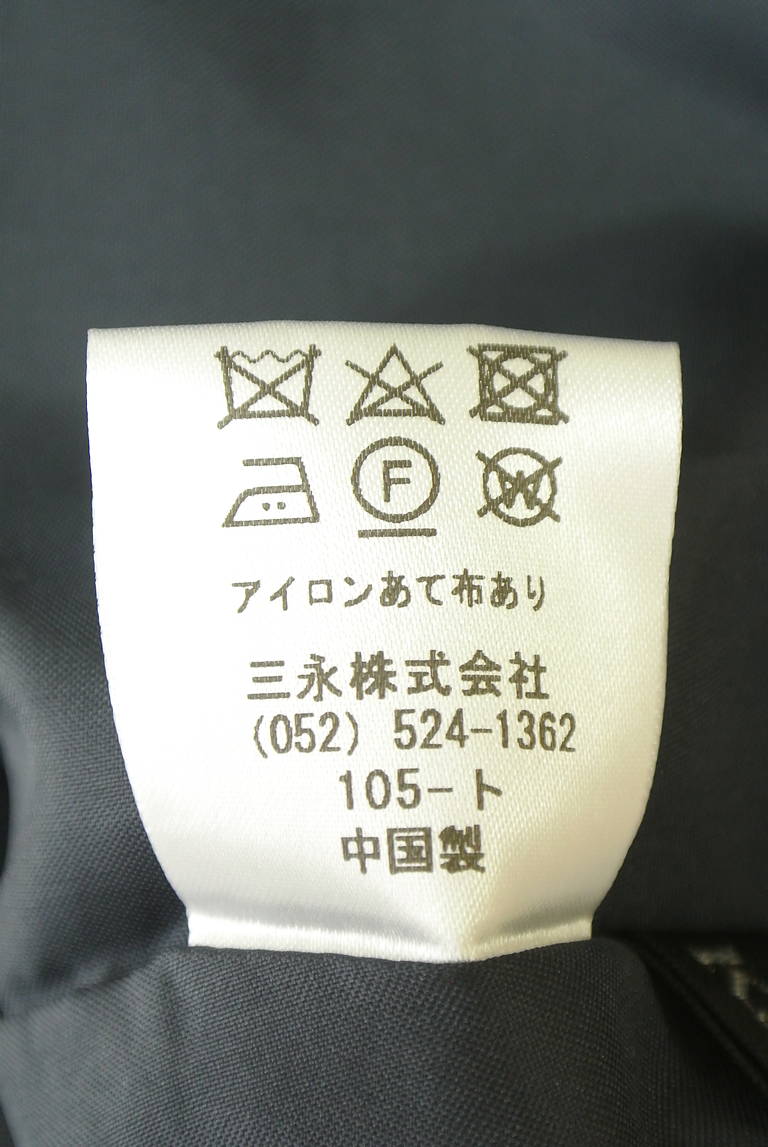 F W
アイロンあて布あり
三永株式会社
(052) 524-1362
105-ト
中国製